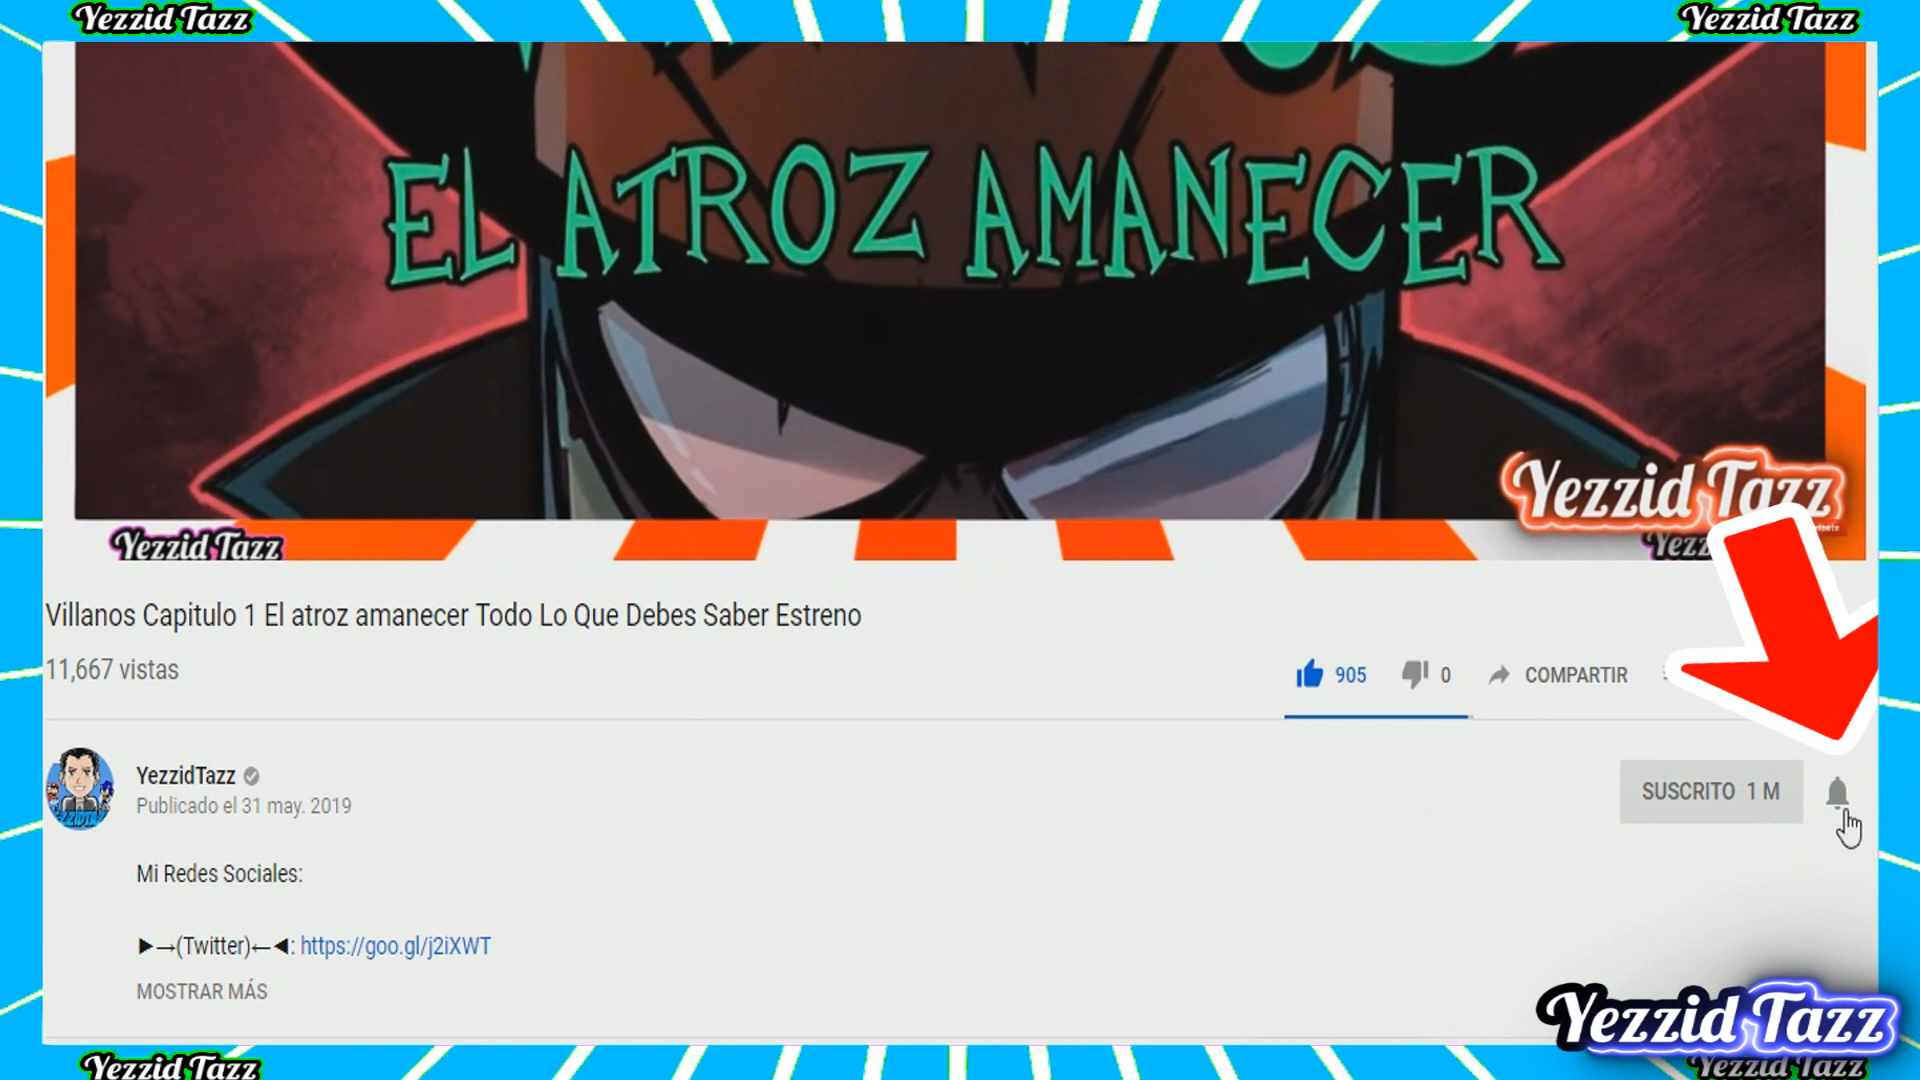 Yezzid Tazz
Yezzid Tazz
EL ATROZ AMANECER
Yezzid Tazz
Yezzid Tazz
Villanos Capitulo 1 El atroz amanecer Todo Lo Que Debes Saber Estreno
11,667 vistas
905
0
COMPARTIR
YezzidTazz
Publicado el 31 may. 2019
SUSCRITO 1 M
Mi Redes Sociales:
►→(Twitter)←◄: https://goo.gl/j2iXWT
MOSTRAR MÁS
Yezzid Tazz
Yezzid Tazz
Yezzid Tazz